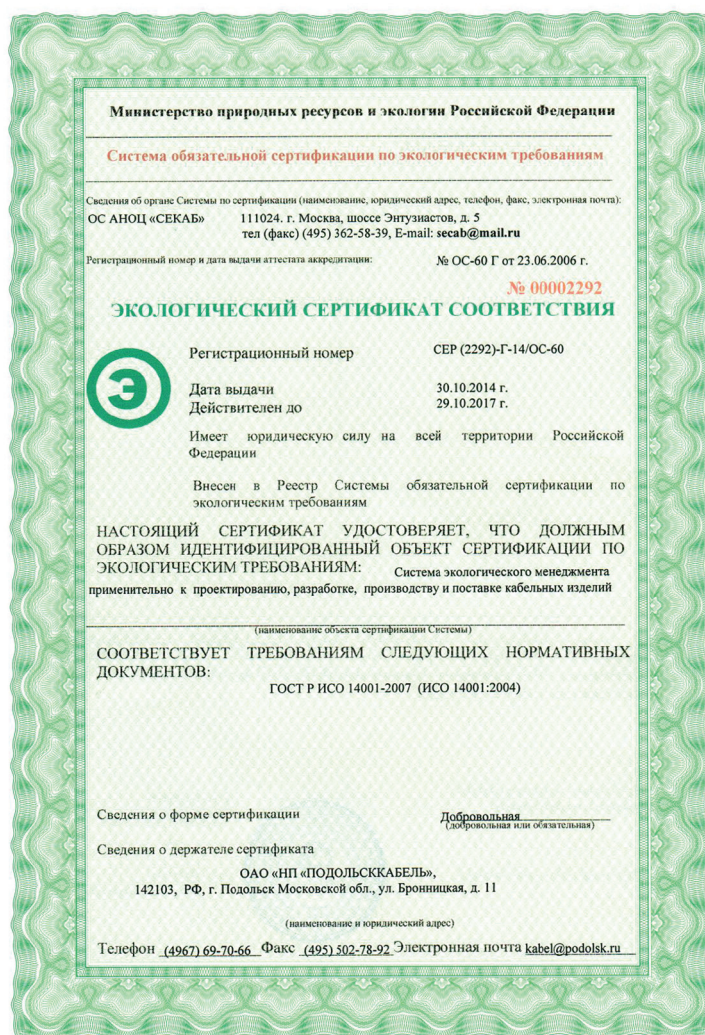 Министерство природных ресурсов и экологии Российской Федерации
Система обязательной сертификации по экологическим требованиям
Сведения об органе Системы по сертификации (наименование, юридический адрес, телефон, факс, электронная почта):
ОС АНОЦ «СЕКАБ» 111024. г. Москва, шоссе Энтузиастов, д. 5
тел (факс) (495) 362-58-39, E-mail: secab@mail.ru
Регистрационный номер и дата выдачи аттестата аккредитации: № ОС-60 Г от 23.06.2006 г.
№ 00002292
ЭКОЛОГИЧЕСКИЙ СЕРТИФИКАТ СООТВЕТСТВИЯ
Э
Регистрационный номер СЕР (2292)-Г-14/ОС-60
Дата выдачи 30.10.2014 г.
Действителен до 29.10.2017 г.
Имеет юридическую силу на всей территории Российской
Федерации
Внесен в Реестр Системы обязательной сертификации по
экологическим требованиям
НАСТОЯЩИЙ СЕРТИФИКАТ УДОСТОВЕРЯЕТ, ЧТО ДОЛЖНЫМ
ОБРАЗОМ ИДЕНТИФИЦИРОВАННЫЙ ОБЪЕКТ СЕРТИФИКАЦИИ ПО
ЭКОЛОГИЧЕСКИМ ТРЕБОВАНИЯМ: Система экологического менеджмента
применительно к проектированию, разработке, производству и поставке кабельных изделий
(наименование объекта сертификации Системы)
СООТВЕТСТВУЕТ ТРЕБОВАНИЯМ СЛЕДУЮЩИХ НОРМАТИВНЫХ
ДОКУМЕНТОВ:
ГОСТ Р ИСО 14001-2007 (ИСО 14001:2004)
Сведения о форме сертификации Добровольная
(добровольная или обязательная)
Сведения о держателе сертификата
ОАО «НП «ПОДОЛЬСККАБЕЛЬ»,
142103, РФ, г. Подольск Московской обл., ул. Бронницкая, д. 11
(наименование и юридический адрес)
Телефон (4967) 69-70-66 Факс (495) 502-78-92 Электронная почта kabel@podolsk.ru